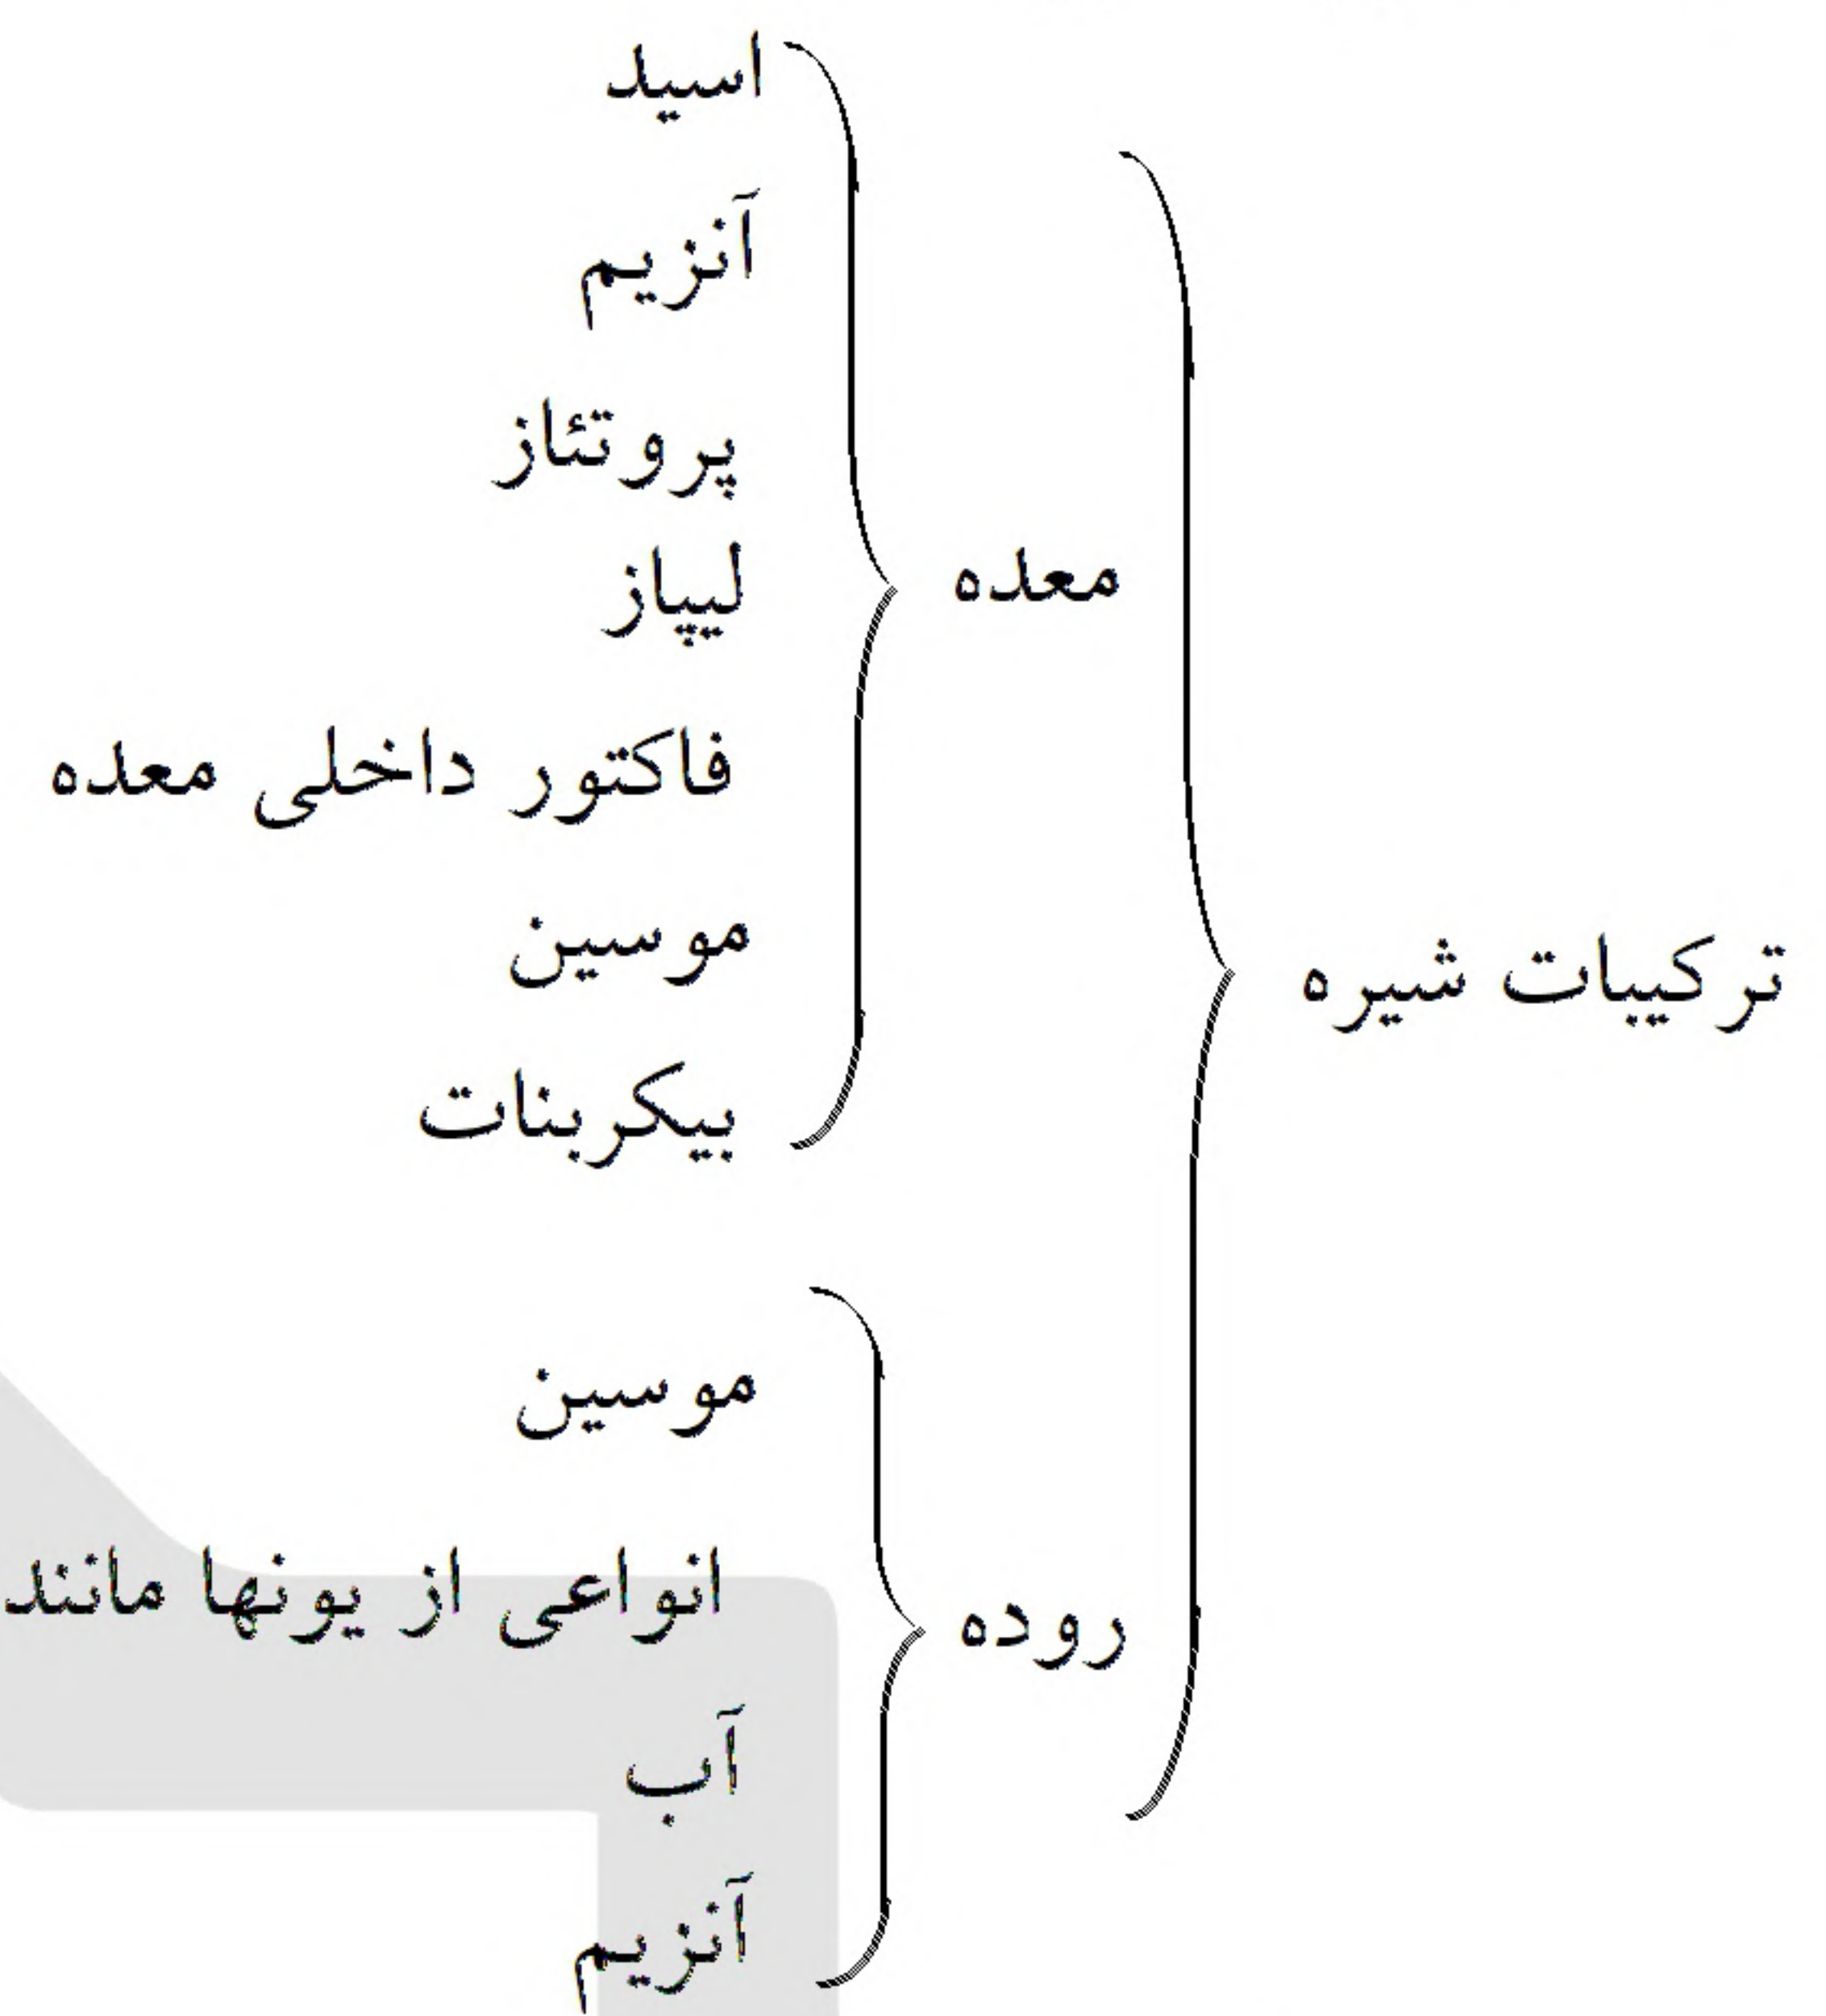 ترکیبات شیره
معده
اسید
آنزیم
پروتئاز
لیپاز
فاکتور داخلی معده
موسین
بیکربنات
روده
موسین
انواعی از یونها مانند
آب
آنزیم